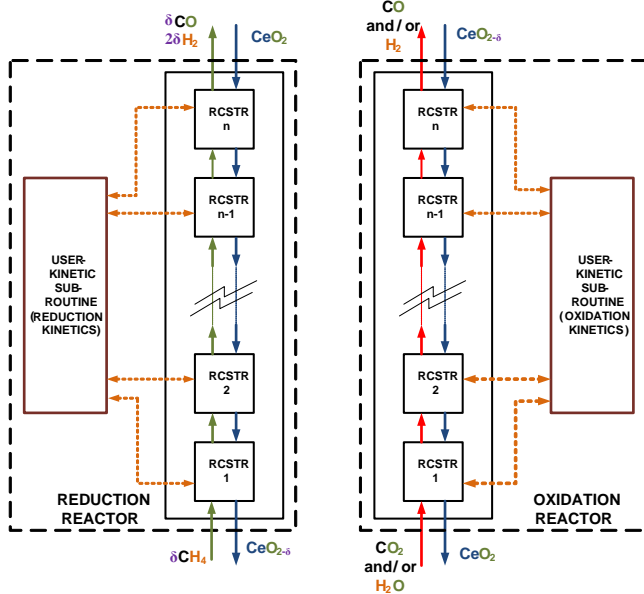 δCO
2δH2
CeO2
RCSTR
n
RCSTR
n-1
USER-
KINETIC
SUB-
ROUTINE
(REDUCTION
KINETICS)
RCSTR
2
RCSTR
1
REDUCTION
REACTOR
δCH4
CeO2-δ
CO
and/or
H2
CeO2-δ
RCSTR
n
RCSTR
n-1
USER-
KINETIC
SUB-
ROUTINE
(OXIDATION
KINETICS)
RCSTR
2
RCSTR
1
OXIDATION
REACTOR
CO2
and/or
H2O
CeO2